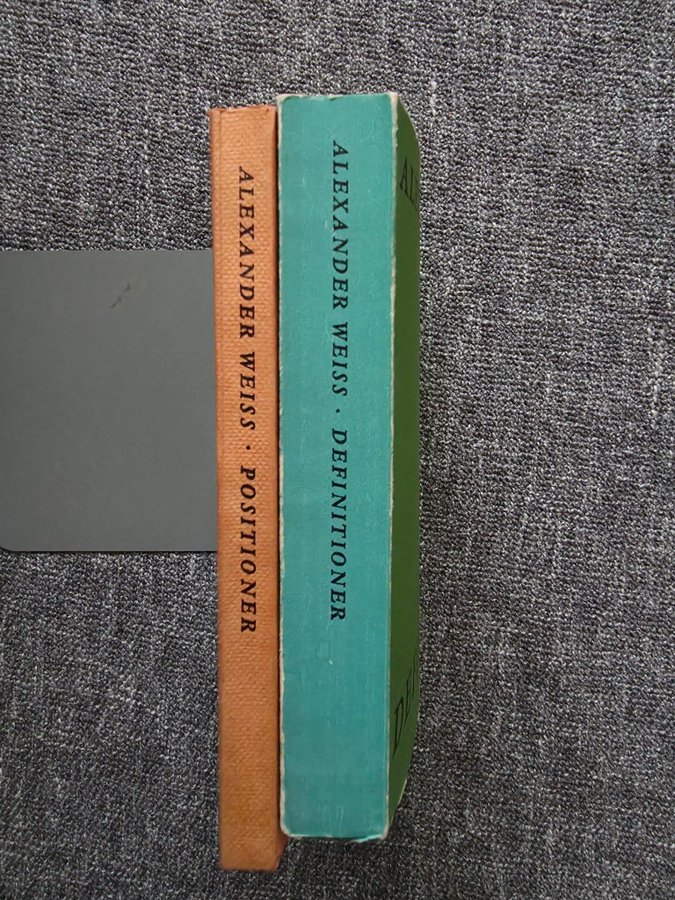 ALEXANDER WEISS · POSITIONER
ALEXANDER WEISS · DEFINITIONER